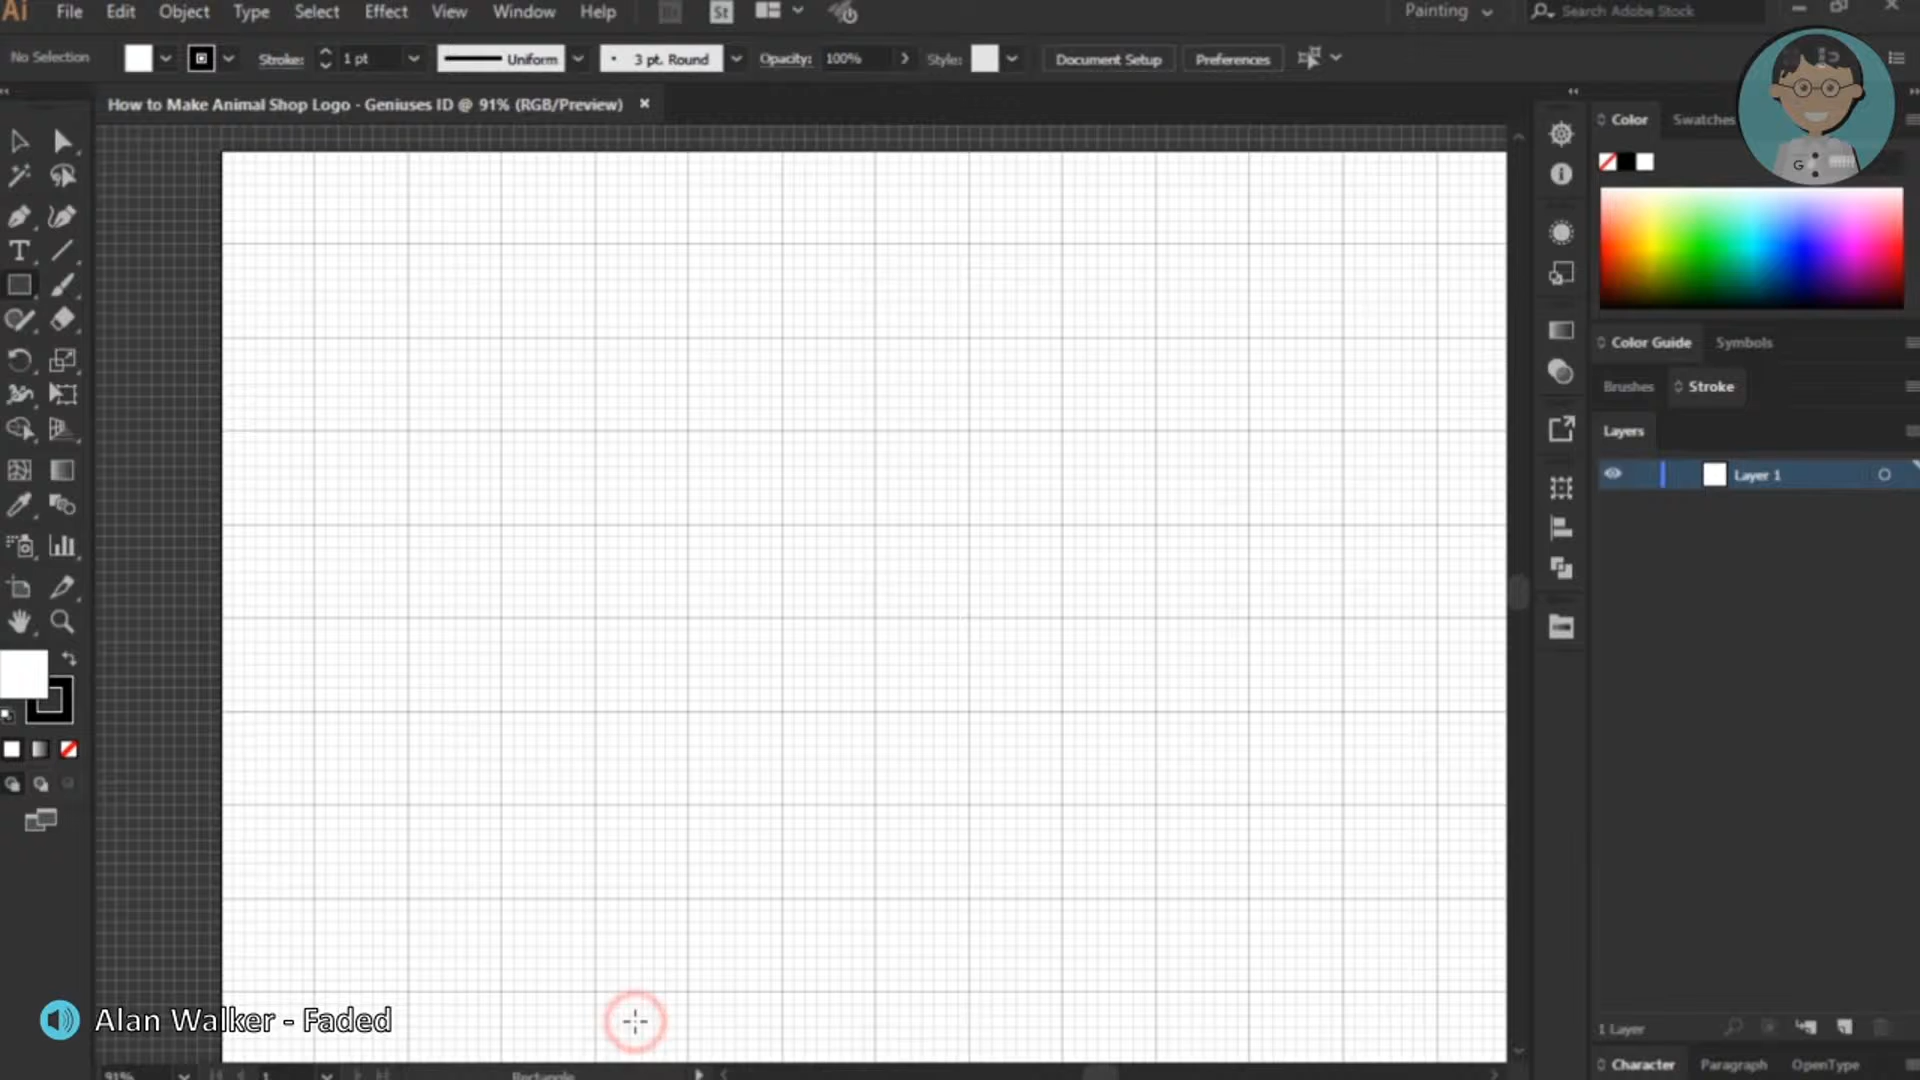 Ai File Edit Object Type Select Effect View Window Help St Painting Search Adobe Stock
No Selection Stroke: 1 pt Uniform 3 pt. Round Opacity: 100% Style: Document Setup Preferences
How to Make Animal Shop Logo - Geniuses ID @ 91% (RGB/Preview)
Color Swatches
G
Color Guide Symbols
Brushes Stroke
Layers
Layer 1
Alan Walker - Faded
1 Layer
91% 1 Rectangle
Character Paragraph OpenType